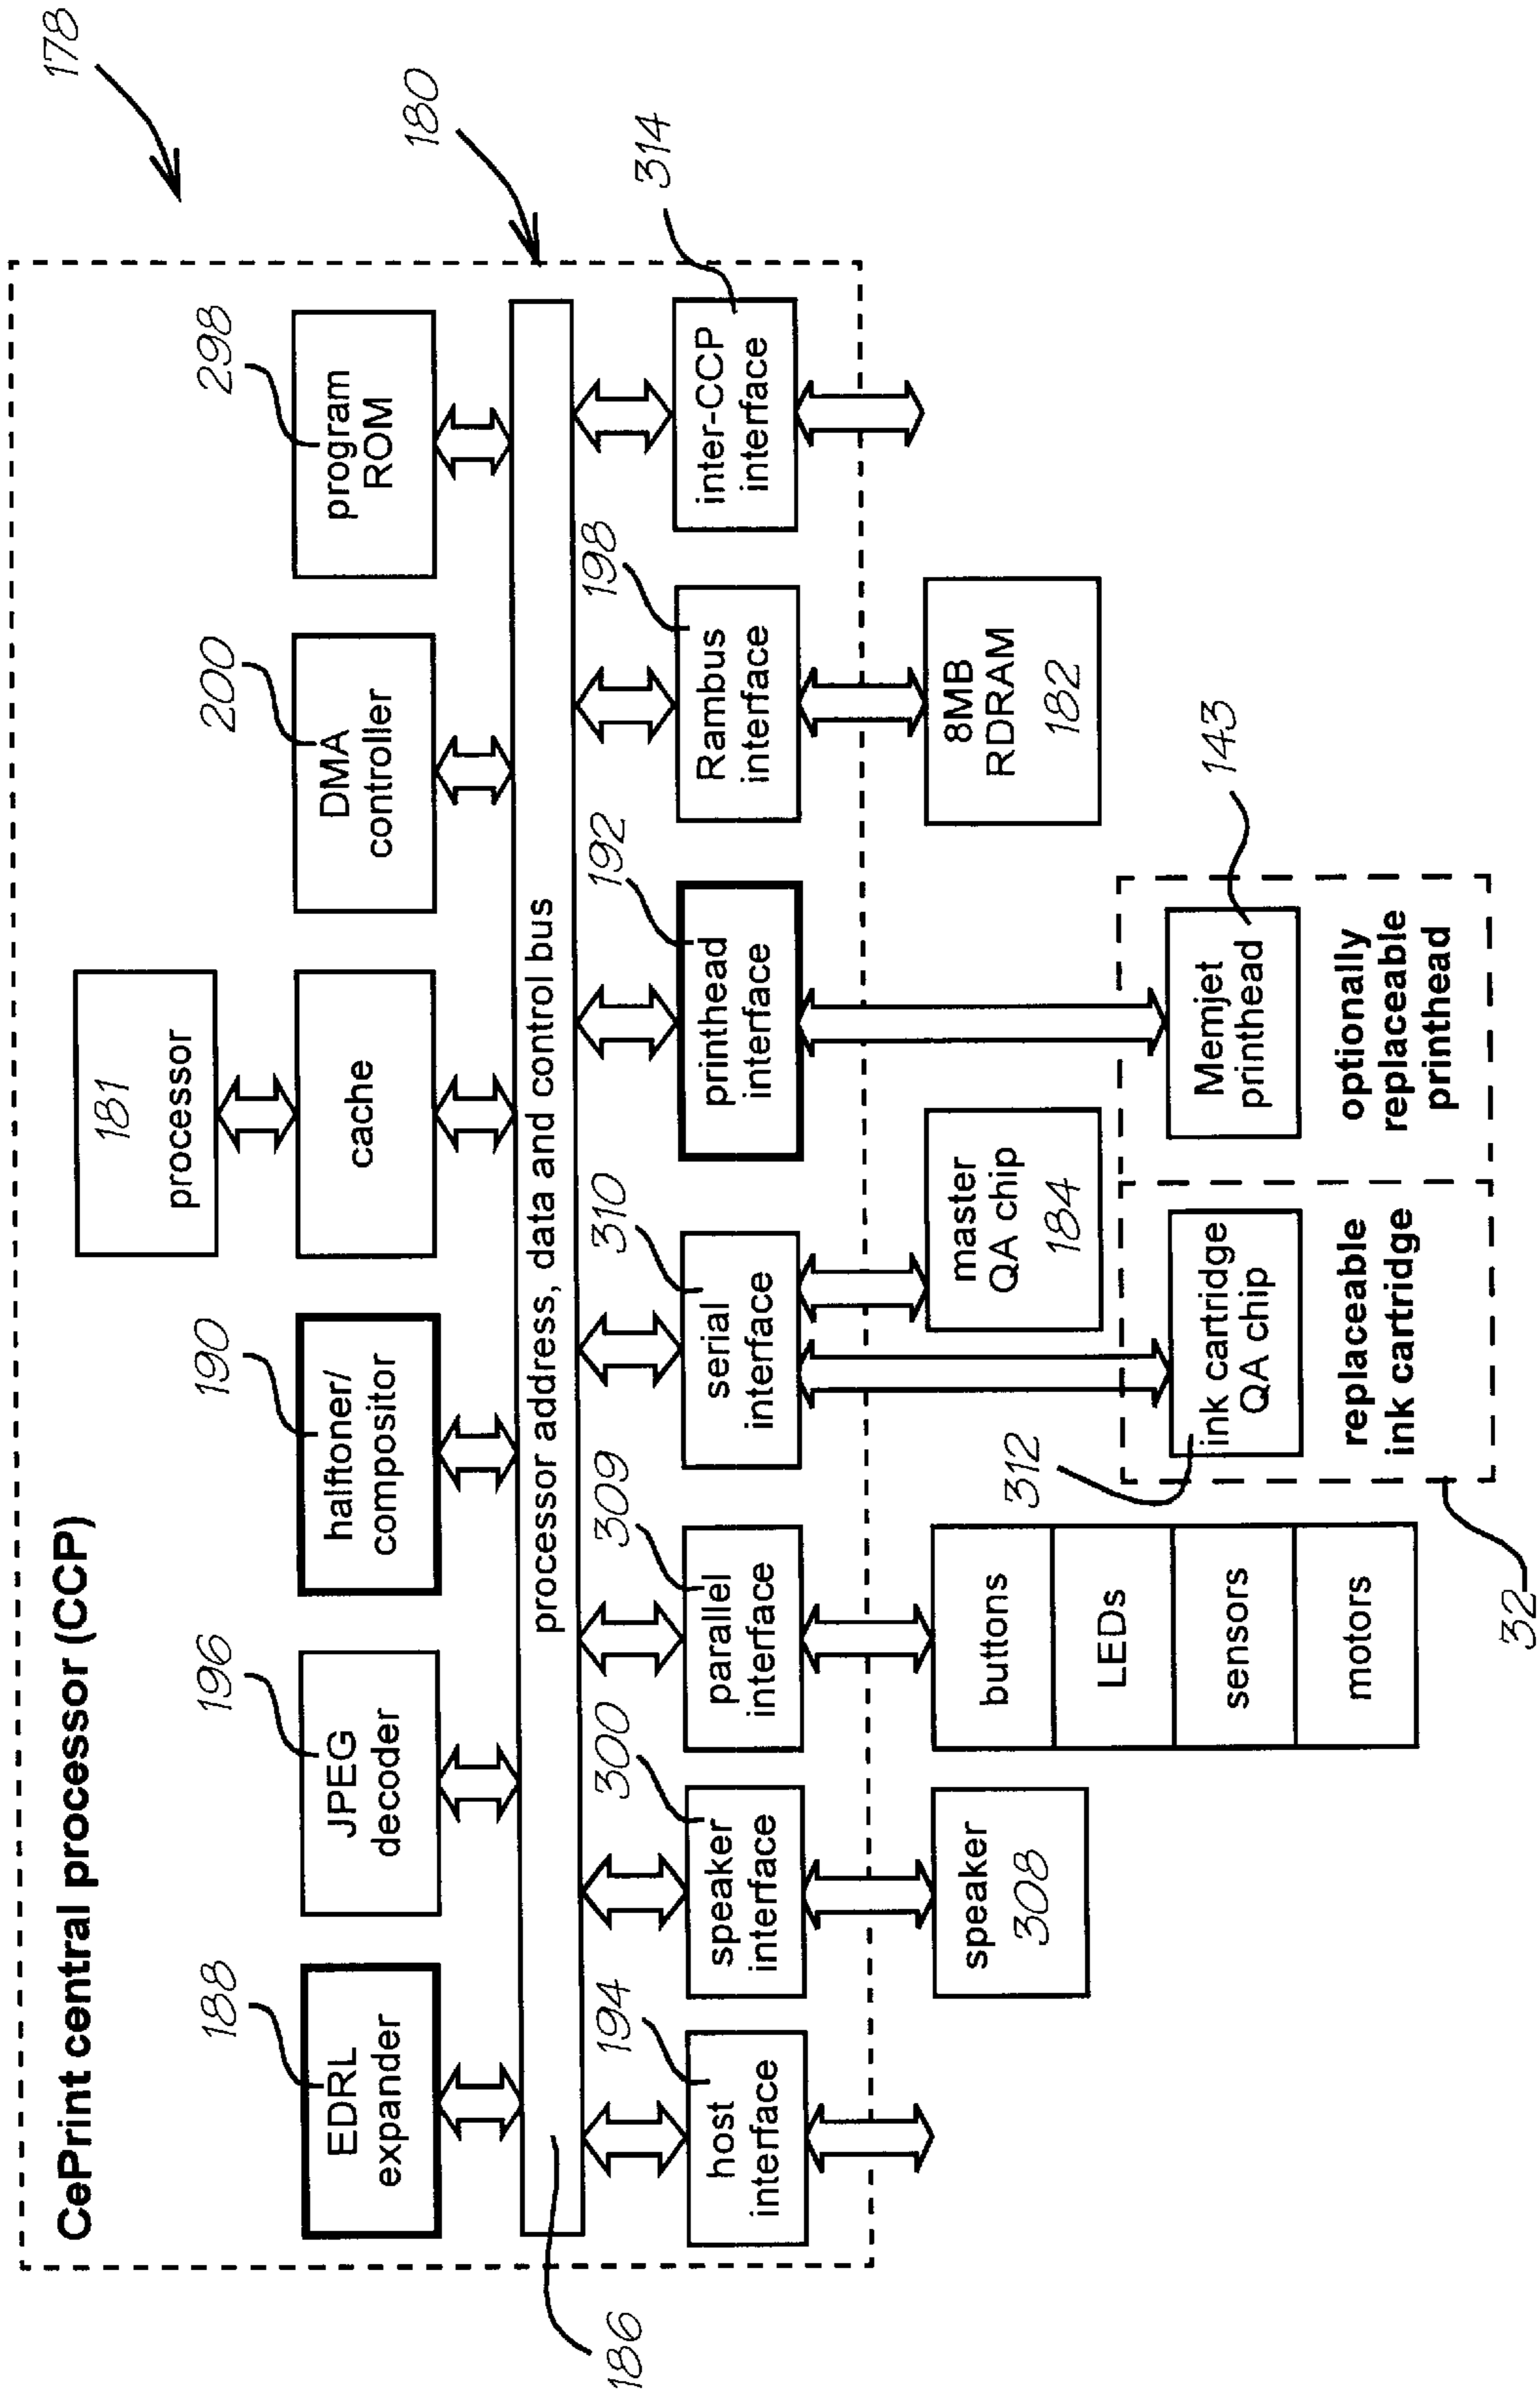 178
CePrint central processor (CCP)
180
181
processor
188
196
190
200
298
EDRL
expander
JPEG
decoder
halftoner/
compositor
cache
DMA
controller
program
ROM
186
processor address, data and control bus
194
300
309
310
192
198
314
host
interface
speaker
interface
parallel
interface
serial
interface
printhead
interface
Rambus
interface
inter-CCP
interface
speaker
308
buttons
LEDs
sensors
motors
master
QA chip
184
8MB
RDRAM
182
312
ink cartridge
QA chip
replaceable
ink cartridge
143
Memjet
printhead
optionally
replaceable
printhead
32